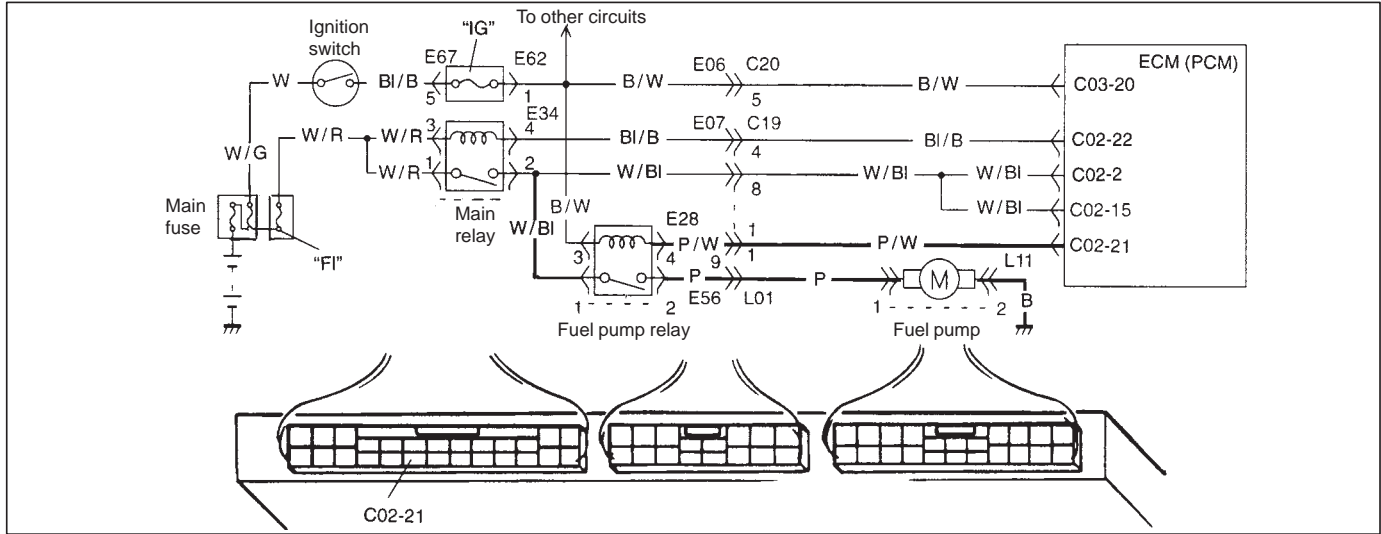 To other circuits
Ignition
switch
"IG"
E67
E62
E06
C20
ECM (PCM)
W
Bl/B
5
1
B/W
5
B/W
C03-20
E34
W/R
W/R
3
4
Bl/B
E07
C19
4
Bl/B
C02-22
W/G
W/R
1
2
W/Bl
8
W/Bl
W/Bl
C02-2
Main
fuse
Main
relay
W/Bl
B/W
W/Bl
C02-15
E28
1
"FI"
3
4
P/W
9
1
P/W
C02-21
L11
P
P
M
B
1
2
E56
L01
1
2
Fuel pump relay
Fuel pump
C02-21